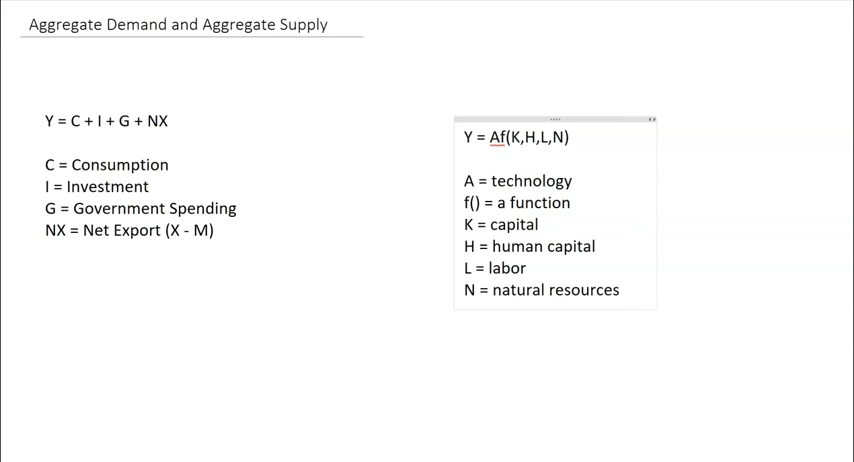 Aggregate Demand and Aggregate Supply
Y = C + I + G + NX
C = Consumption
I = Investment
G = Government Spending
NX = Net Export (X - M)
Y = Af(K,H,L,N)
A = technology
f() = a function
K = capital
H = human capital
L = labor
N = natural resources